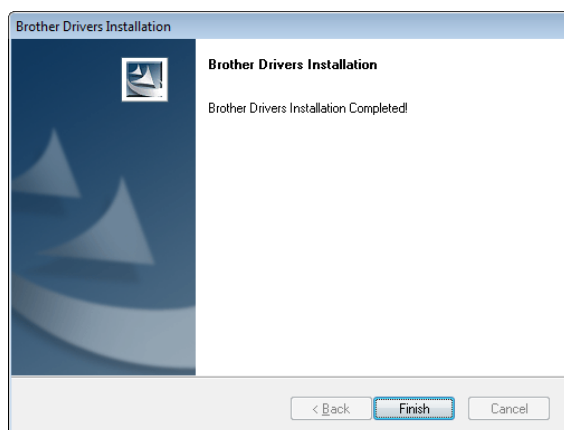 Brother Drivers Installation
Brother Drivers Installation
Brother Drivers Installation Completed!
< Back Finish Cancel